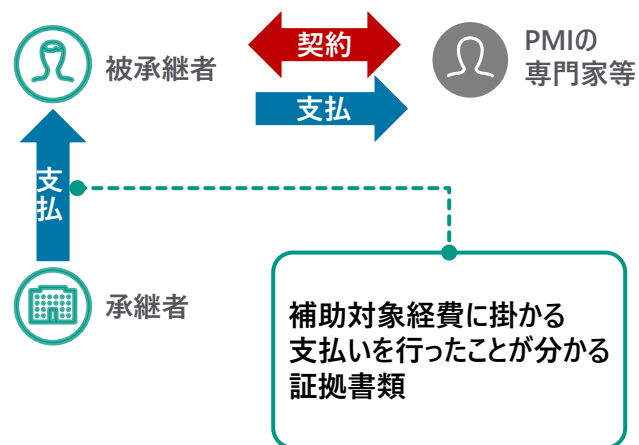 被承継者
契約
支払
PMIの
専門家等
支払
承継者
補助対象経費に掛かる
支払いを行ったことが分かる
証拠書類